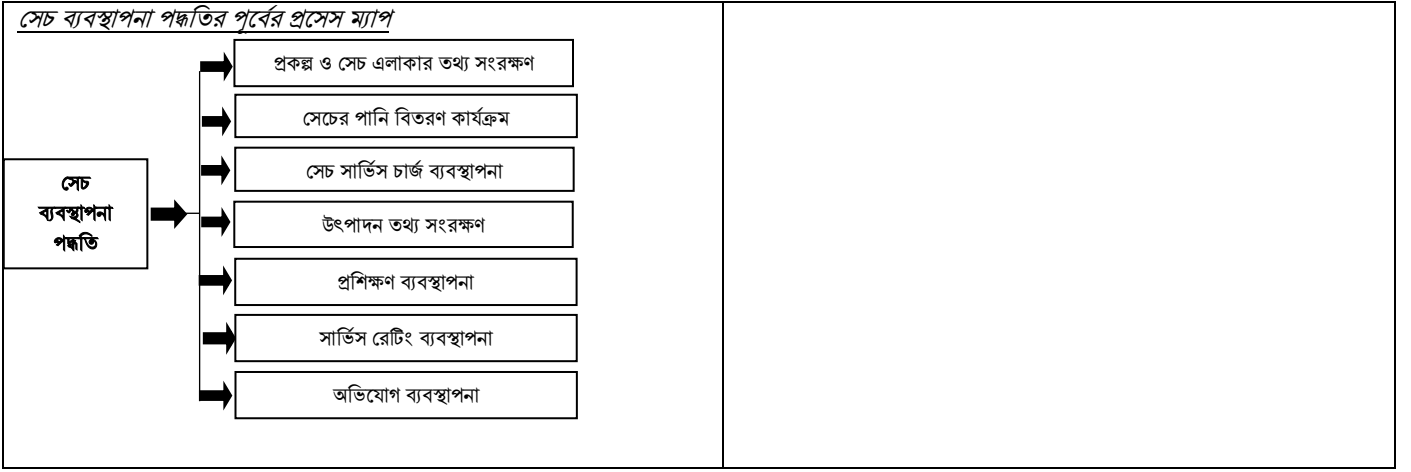 সেচ ব্যবস্থাপনা পদ্ধতির পূর্বের প্রসেস ম্যাপ
প্রকল্প ও সেচ এলাকার তথ্য সংরক্ষণ
সেচের পানি বিতরণ কার্যক্রম
সেচ সার্ভিস চার্জ ব্যবস্থাপনা
সেচ
ব্যবস্থাপনা
পদ্ধতি
উৎপাদন তথ্য সংরক্ষণ
প্রশিক্ষণ ব্যবস্থাপনা
সার্ভিস রেটিং ব্যবস্থাপনা
অভিযোগ ব্যবস্থাপনা